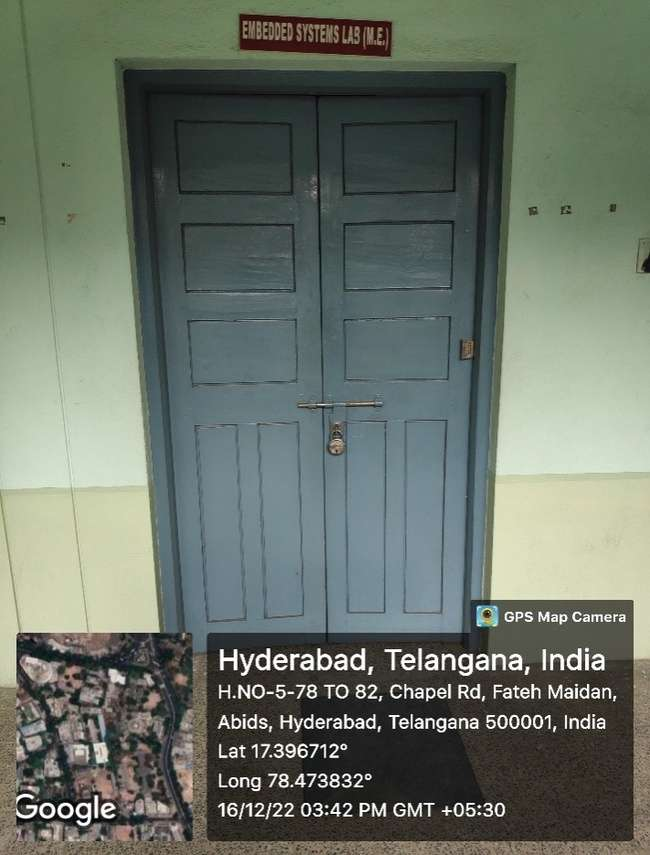 EMBEDDED SYSTEMS LAB (M.E.)
GPS Map Camera
Hyderabad, Telangana, India
H.NO-5-78 TO 82, Chapel Rd, Fateh Maidan,
Abids, Hyderabad, Telangana 500001, India
Lat 17.396712°
Long 78.473832°
16/12/22 03:42 PM GMT +05:30
Google